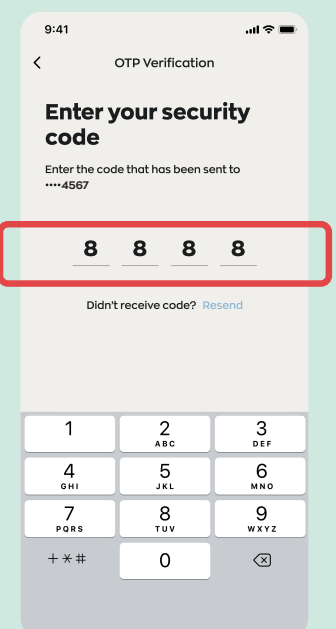 9:41
OTP Verification
Enter your security
code
Enter the code that has been sent to
••••4567
8 8 8 8
Didn't receive code? Resend
1 2 3
ABC DEF
4 5 6
GHI JKL MNO
7 8 9
PQRS TUV WXYZ
+*# 0